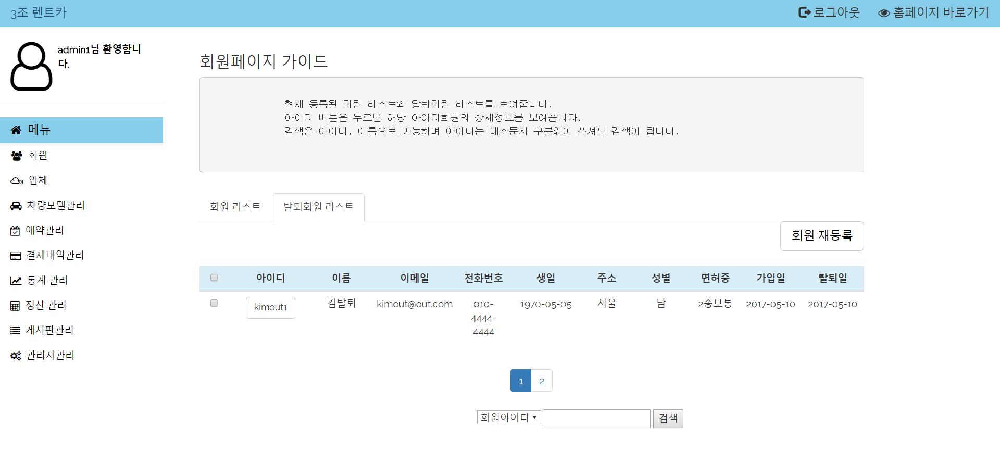 3조 렌트카
로그아웃 홈페이지 바로가기
admin1님 환영합니
다.
메뉴
회원
업체
차량모델관리
예약관리
결제내역관리
통계 관리
정산 관리
게시판관리
관리자관리
회원페이지 가이드
현재 등록된 회원 리스트와 탈퇴회원 리스트를 보여줍니다.
아이디 버튼을 누르면 해당 아이디회원의 상세정보를 보여줍니다.
검색은 아이디, 이름으로 가능하며 아이디는 대소문자 구분없이 쓰셔도 검색이 됩니다.
회원 리스트 탈퇴회원 리스트
회원 재등록
아이디 이름 이메일 전화번호 생일 주소 성별 면허증 가입일 탈퇴일
kimout1 김탈퇴 kimout@out.com 010- 1970-05-05 서울 남 2종보통 2017-05-10 2017-05-10
4444-
4444
1 2
회원아이디 검색